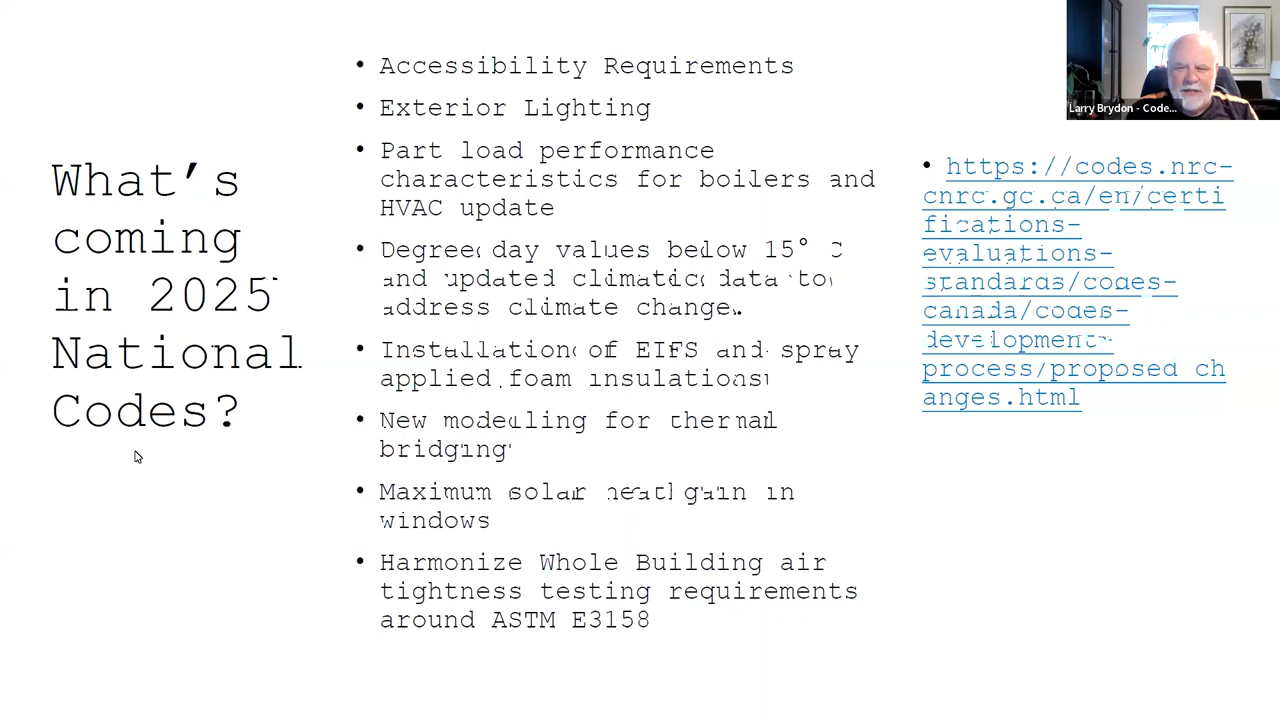 What’s
coming
in 2025
National
Codes?
• Accessibility Requirements
• Exterior Lighting
• Part load performance
characteristics for boilers and
HVAC update
• Degree day values below 15° C
and updated climatic data to
address climate change.
• Installation of EIFS and spray
applied foam insulations
• New modelling for thermal
bridging
• Maximum solar heat gain in
windows
• Harmonize Whole Building air
tightness testing requirements
around ASTM E3158
• https://codes.nrc-
cnrc.gc.ca/en/certi
fications-
evaluations-
standards/codes-
canada/codes-
development-
process/proposed_ch
anges.html
Larry Brydon - Code...